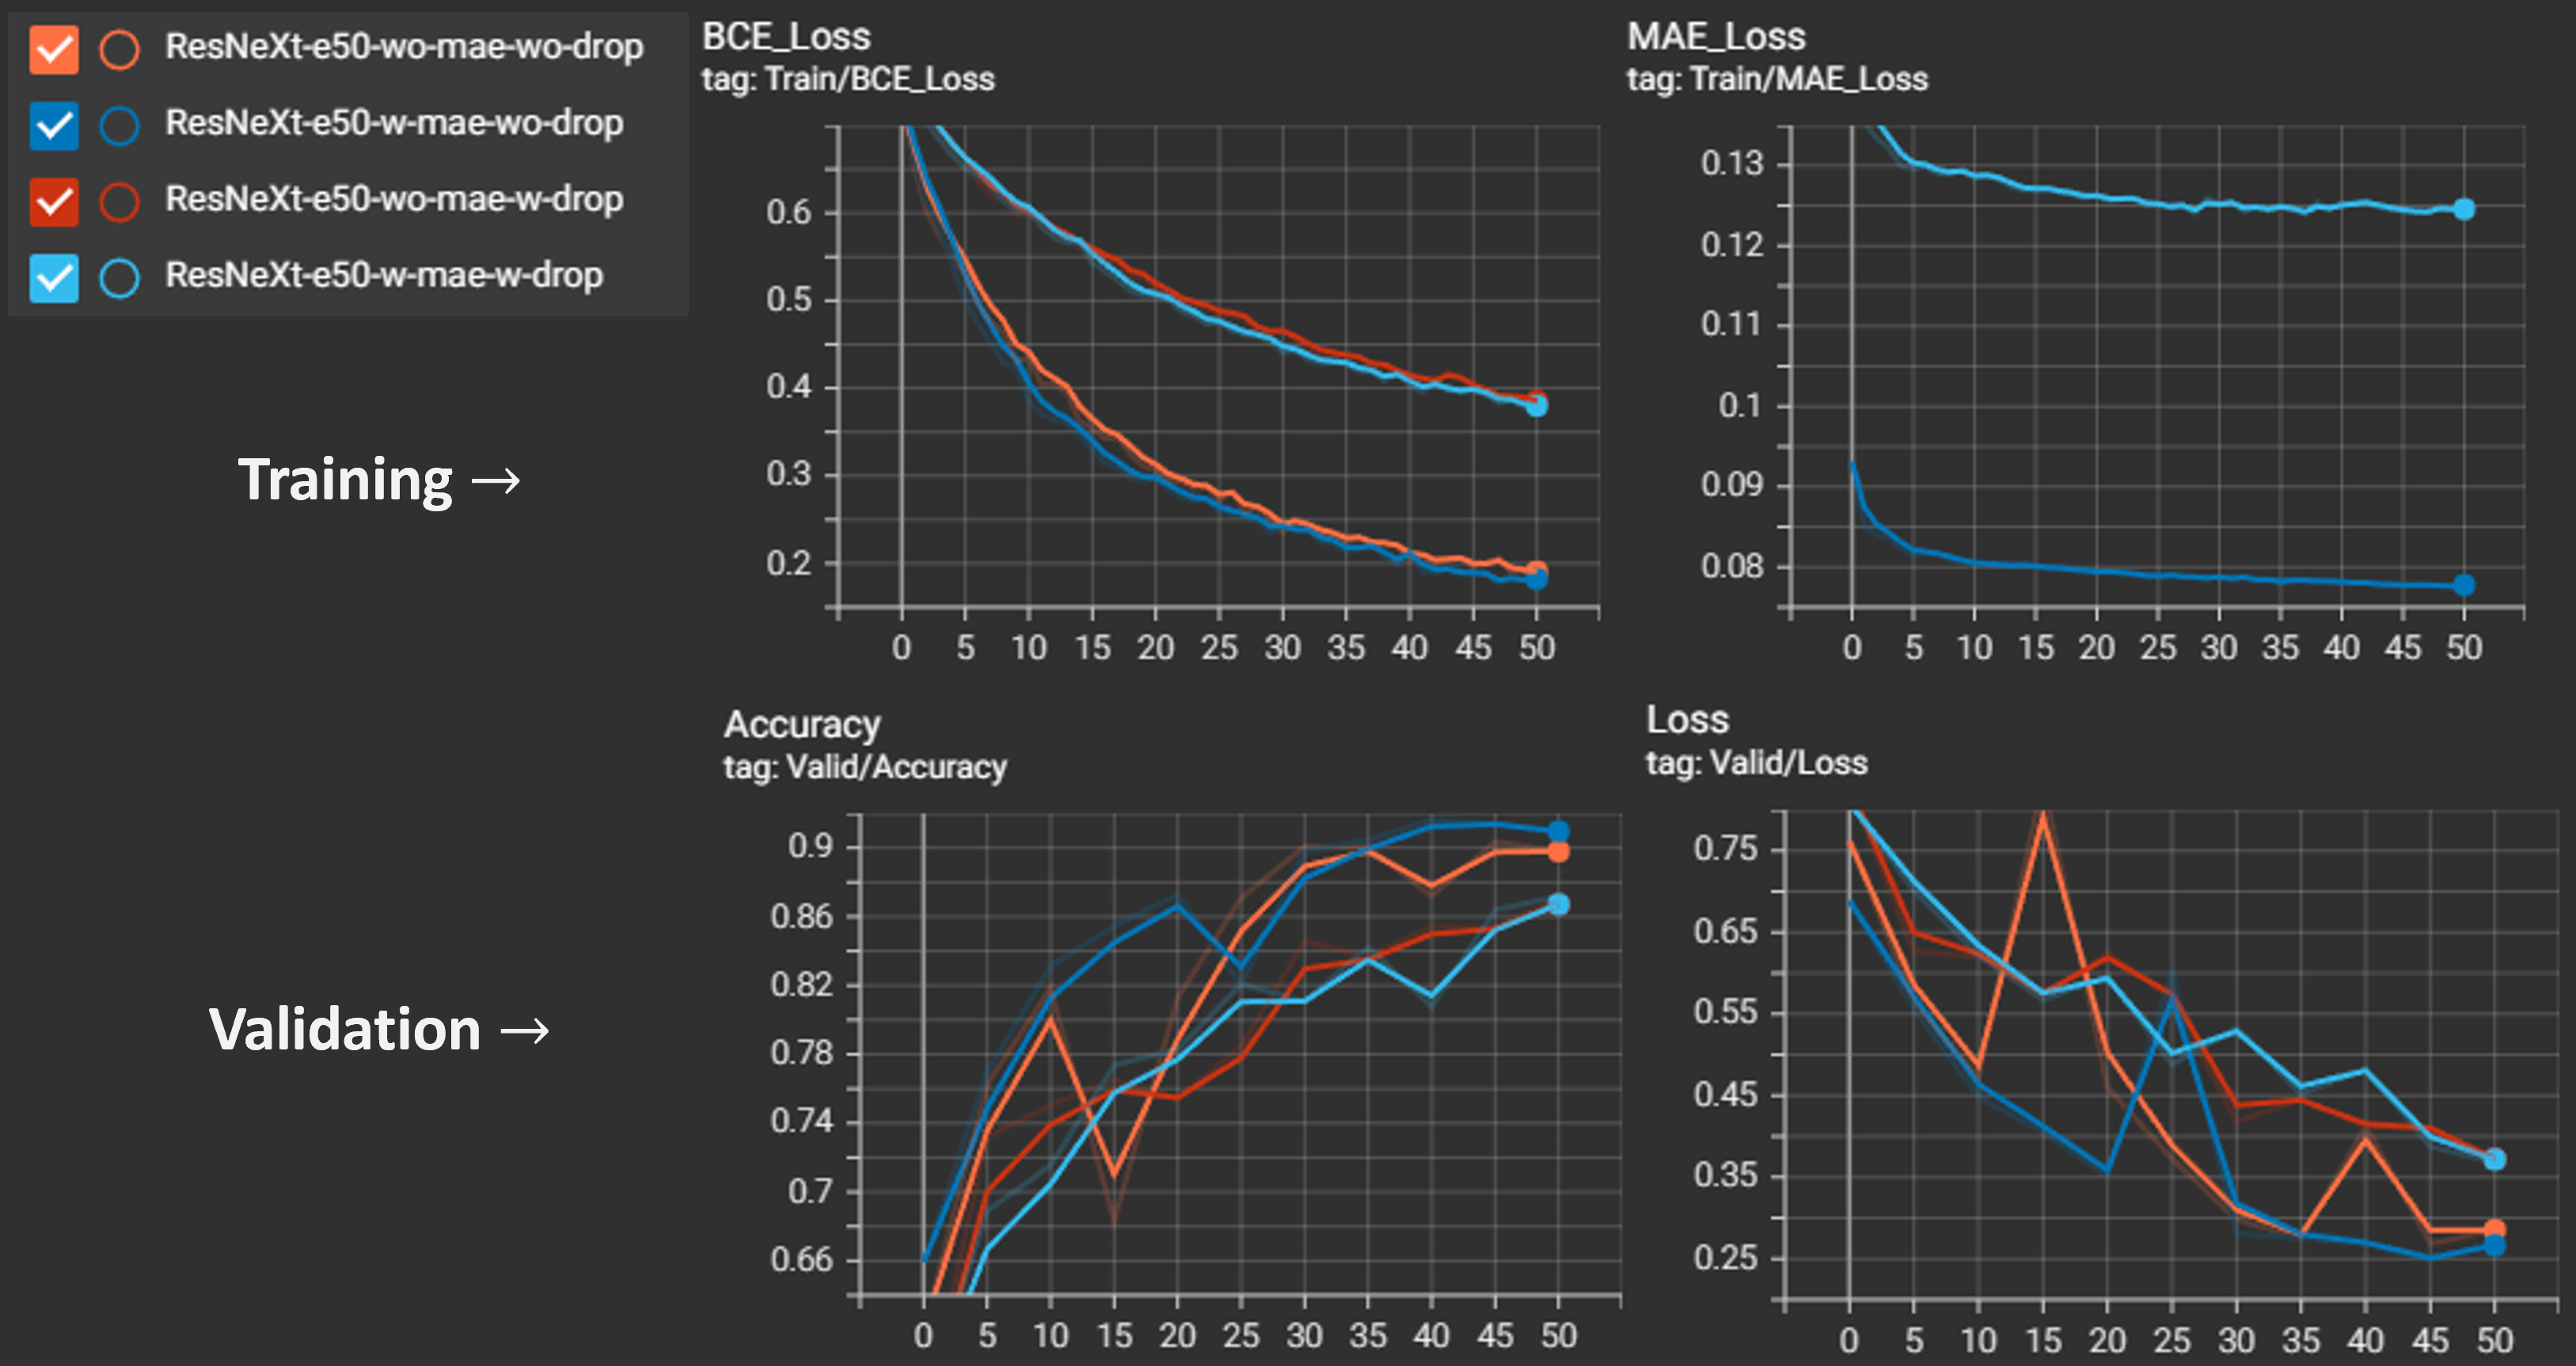 ResNeXt-e50-wo-mae-wo-drop
ResNeXt-e50-w-mae-wo-drop
ResNeXt-e50-wo-mae-w-drop
ResNeXt-e50-w-mae-w-drop
Training →
BCE_Loss
tag: Train/BCE_Loss
0.6
0.5
0.4
0.3
0.2
0 5 10 15 20 25 30 35 40 45 50
MAE_Loss
tag: Train/MAE_Loss
0.13
0.12
0.11
0.1
0.09
0.08
0 5 10 15 20 25 30 35 40 45 50
Validation →
Accuracy
tag: Valid/Accuracy
0.9
0.86
0.82
0.78
0.74
0.7
0.66
0 5 10 15 20 25 30 35 40 45 50
Loss
tag: Valid/Loss
0.75
0.65
0.55
0.45
0.35
0.25
0 5 10 15 20 25 30 35 40 45 50